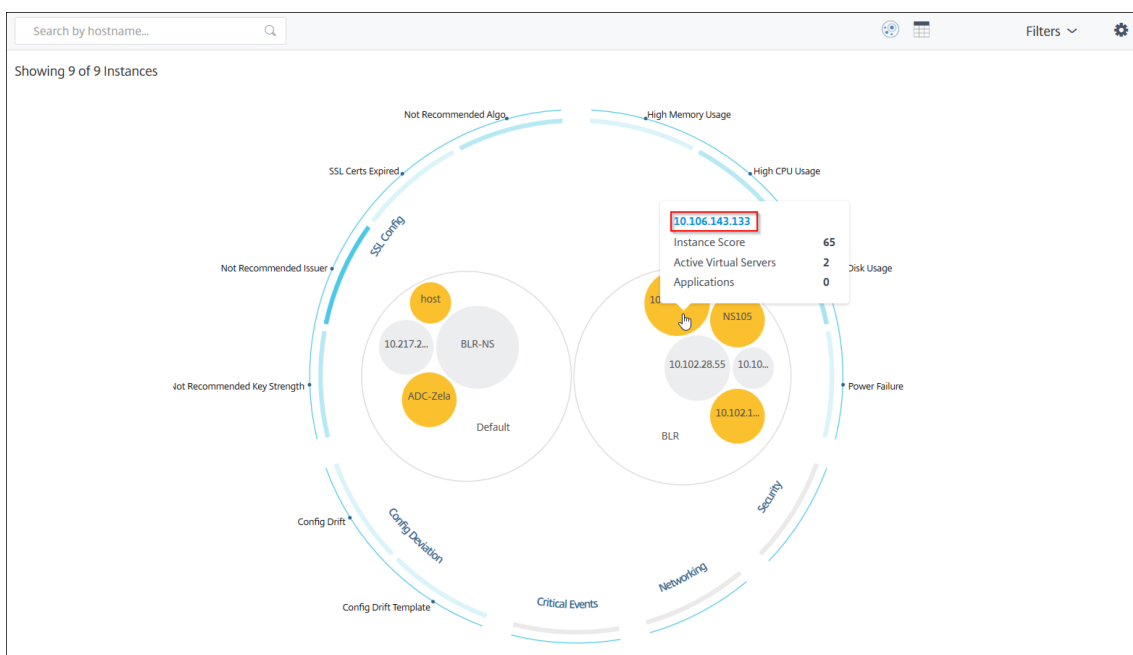 Search by hostname...
Filters
Showing 9 of 9 Instances
Not Recommended Algo
High Memory Usage
SSL Certs Expired
High CPU Usage
SSL Config
10.106.143.133
Instance Score 65
Active Virtual Servers 2
Applications 0
Not Recommended Issuer
Disk Usage
host
10
NS105
10.217.2...
BLR-NS
10.102.28.55
10.10...
Not Recommended Key Strength
Power Failure
ADC-Zela
10.102.1...
Default
BLR
Security
Config Drift
Config Deviation
Networking
Config Drift Template
Critical Events